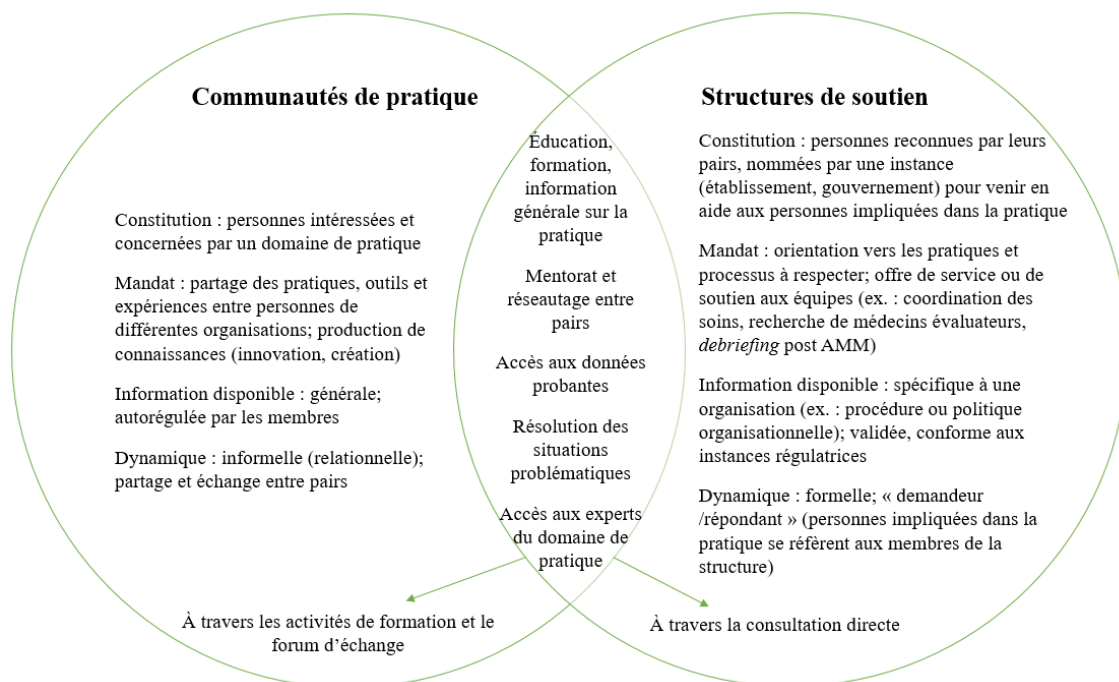 Communautés de pratique
Constitution : personnes intéressées et
concernées par un domaine de pratique
Mandat : partage des pratiques, outils et
expériences entre personnes de
différentes organisations; production de
connaissances (innovation, création)
Information disponible : générale;
autorégulée par les membres
Dynamique : informelle (relationnelle);
partage et échange entre pairs
Éducation,
formation,
information
générale sur la
pratique
Mentorat et
réseautage entre
pairs
Accès aux données
probantes
Résolution des
situations
problématiques
Accès aux experts
du domaine de
pratique
Structures de soutien
Constitution : personnes reconnues par leurs
pairs, nommées par une instance
(établissement, gouvernement) pour venir en
aide aux personnes impliquées dans la pratique
Mandat : orientation vers les pratiques et
processus à respecter; offre de service ou de
soutien aux équipes (ex. : coordination des
soins, recherche de médecins évaluateurs,
debriefing post AMM)
Information disponible : spécifique à une
organisation (ex. : procédure ou politique
organisationnelle); validée, conforme aux
instances régulatrices
Dynamique : formelle; « demandeur
/répondant » (personnes impliquées dans la
pratique se réfèrent aux membres de la
structure)
À travers les activités de formation et le
forum d’échange
À travers la consultation directe